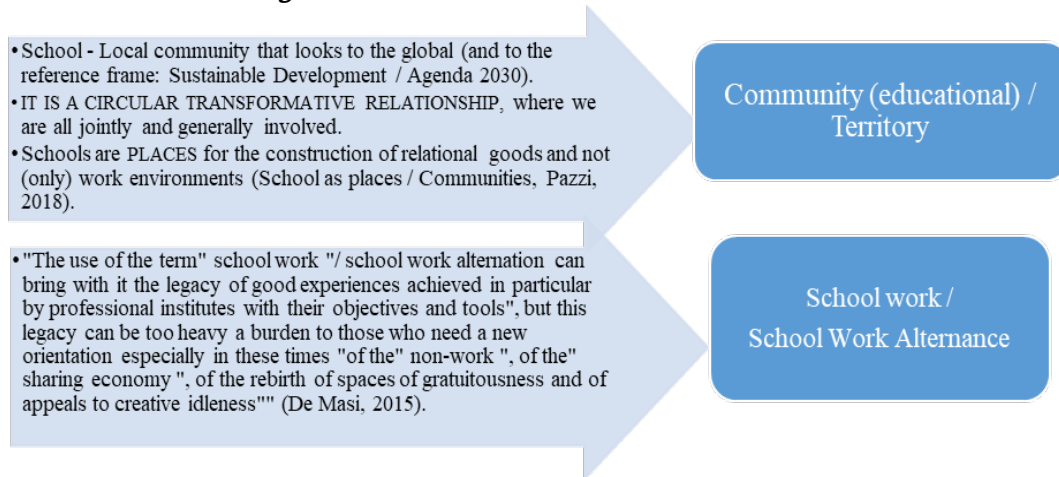 • School - Local community that looks to the global (and to the
reference frame: Sustainable Development / Agenda 2030).
• IT IS A CIRCULAR TRANSFORMATIVE RELATIONSHIP, where we
are all jointly and generally involved.
• Schools are PLACES for the construction of relational goods and not
(only) work environments (School as places / Communities, Pazzi,
2018).
Community (educational) /
Territory
• "The use of the term" school work "/ school work alternation can
bring with it the legacy of good experiences achieved in particular
by professional institutes with their objectives and tools", but this
legacy can be too heavy a burden to those who need a new
orientation especially in these times "of the" non-work ", of the"
sharing economy ", of the rebirth of spaces of gratuitousness and of
appeals to creative idleness"" (De Masi, 2015).
School work /
School Work Alternance